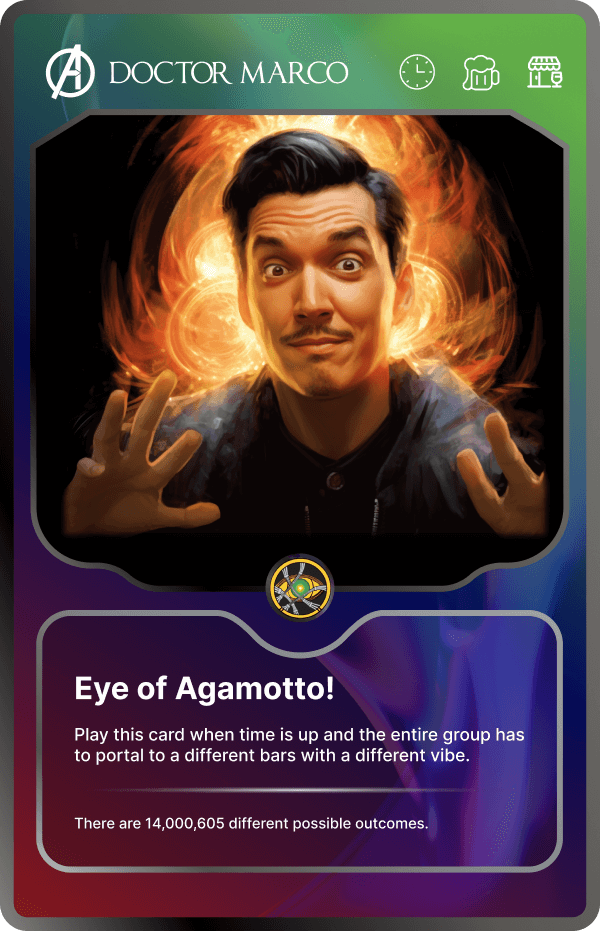 DOCTOR MARCO
Eye of Agamotto!
Play this card when time is up and the entire group has
to portal to a different bars with a different vibe.
There are 14,000,605 different possible outcomes.